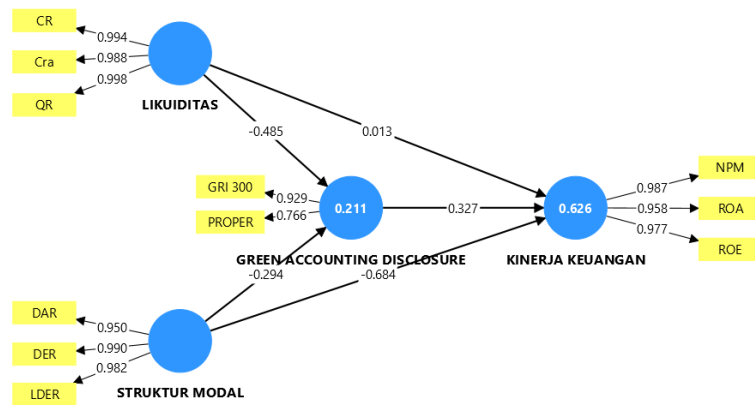 CR
0.994
Cra
0.988
QR
0.998
LIKUIDITAS
-0.485
0.013
GRI 300
0.929
PROPER
0.766
0.211
GREEN ACCOUNTING DISCLOSURE
0.327
0.626
KINERJA KEUANGAN
NPM
0.987
ROA
0.958
ROE
0.977
-0.294
-0.684
DAR
0.950
DER
0.990
LDER
0.982
STRUKTUR MODAL